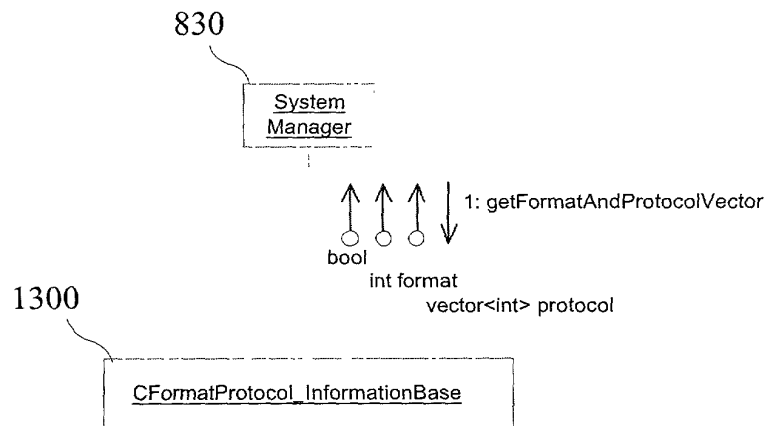 830
System
Manager
1: getFormatAndProtocolVector
bool
int format
vector<int> protocol
1300
CFormatProtocol_InformationBase